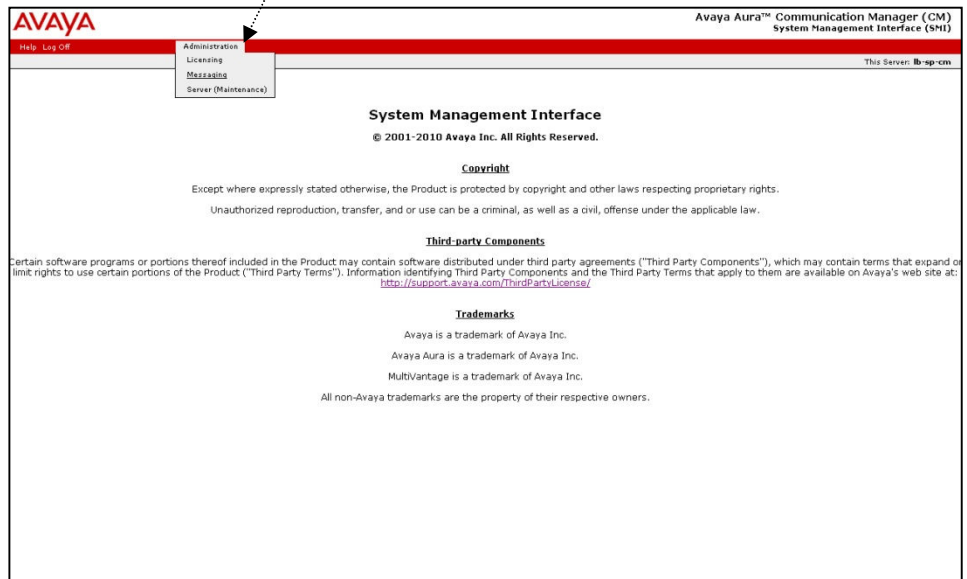 AVAYA
Avaya Aura™ Communication Manager (CM)
System Management Interface (SMI)
Help Log Off
Administration
Licensing
Messaging
Server (Maintenance)
This Server: lb-sp-cm
System Management Interface
© 2001-2010 Avaya Inc. All Rights Reserved.
Copyright
Except where expressly stated otherwise, the Product is protected by copyright and other laws respecting proprietary rights.
Unauthorized reproduction, transfer, and or use can be a criminal, as well as a civil, offense under the applicable law.
Third-party Components
Certain software programs or portions thereof included in the Product may contain software distributed under third party agreements ("Third Party Components"), which may contain terms that expand or
limit rights to use certain portions of the Product ("Third Party Terms"). Information identifying Third Party Components and the Third Party Terms that apply to them are available on Avaya's web site at:
http://support.avaya.com/ThirdPartyLicense/
Trademarks
Avaya is a trademark of Avaya Inc.
Avaya Aura is a trademark of Avaya Inc.
MultiVantage is a trademark of Avaya Inc.
All non-Avaya trademarks are the property of their respective owners.